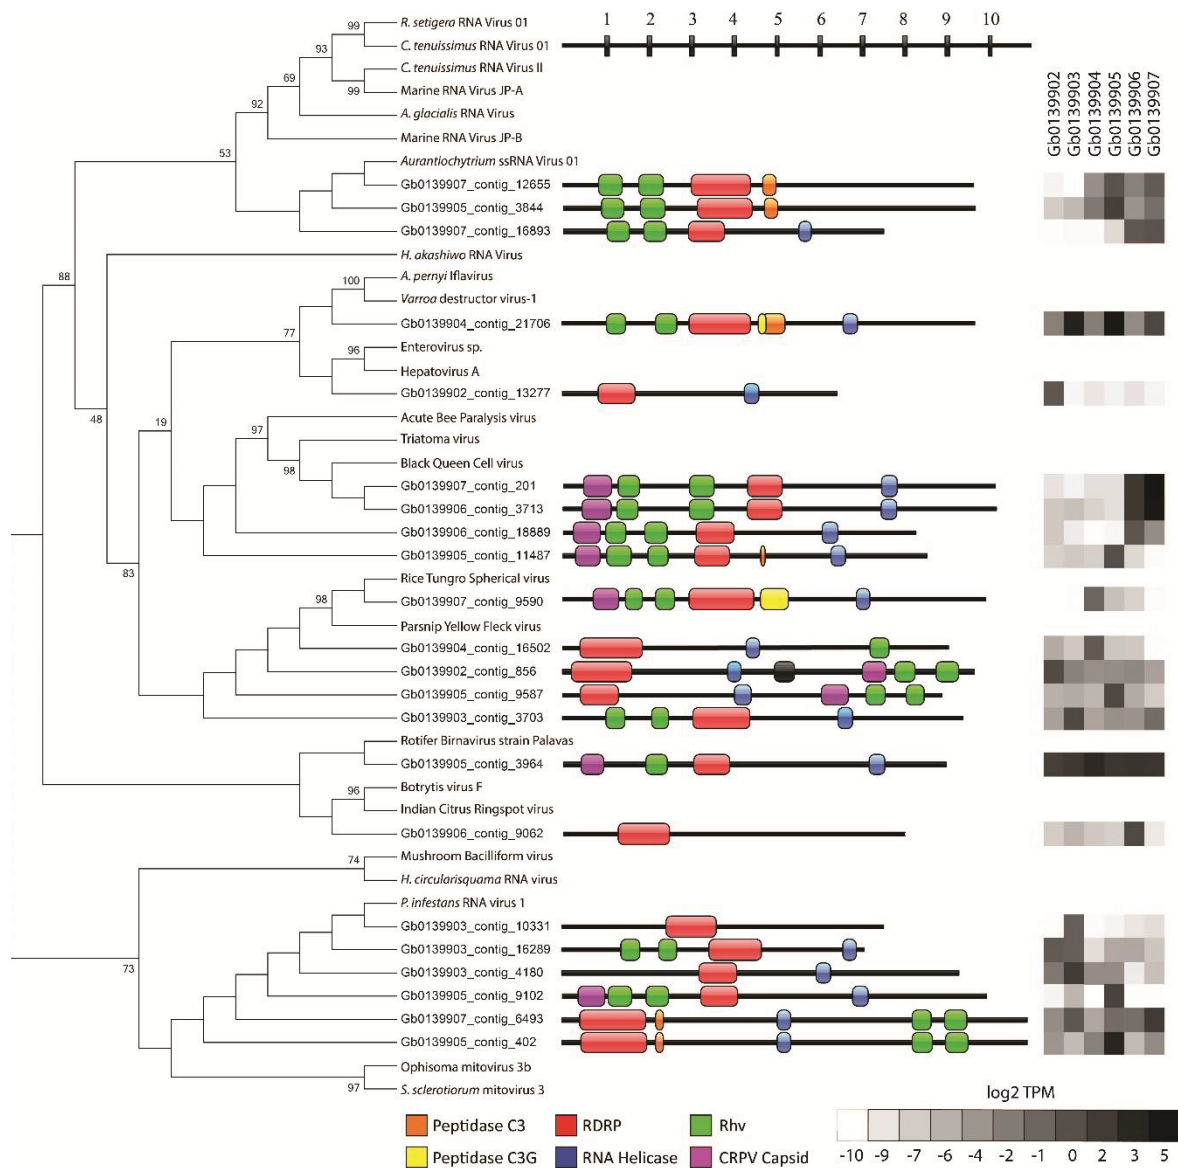 1 2 3 4 5 6 7 8 9 10
Gb0139902
Gb0139903
Gb0139904
Gb0139905
Gb0139906
Gb0139907
99 R. setigera RNA Virus 01
93 C. tenuissimus RNA Virus 01
69 C. tenuissimus RNA Virus II
99 Marine RNA Virus JP-A
92 A. glacialis RNA Virus
Marine RNA Virus JP-B
53 Aurantiochytrium ssRNA Virus 01
Gb0139907_contig_12655
Gb0139905_contig_3844
Gb0139907_contig_16893
H. akashiwo RNA Virus
88 100 A. pernyi Iflavirus
Varroa destructor virus-1
77 Gb0139904_contig_21706
96 Enterovirus sp.
Hepatovirus A
Gb0139902_contig_13277
48 19 97 Acute Bee Paralysis virus
Triatoma virus
98 Black Queen Cell virus
Gb0139907_contig_201
Gb0139906_contig_3713
Gb0139906_contig_18889
Gb0139905_contig_11487
83 Rice Tungro Spherical virus
98 Gb0139907_contig_9590
Parsnip Yellow Fleck virus
Gb0139904_contig_16502
Gb0139902_contig_856
Gb0139905_contig_9587
Gb0139903_contig_3703
Rotifer Birnavirus strain Palavas
Gb0139905_contig_3964
96 Botrytis virus F
Indian Citrus Ringspot virus
Gb0139906_contig_9062
74 Mushroom Bacilliform virus
H. circularisquama RNA virus
P. infestans RNA virus 1
Gb0139903_contig_10331
Gb0139903_contig_16289
73 Gb0139903_contig_4180
Gb0139905_contig_9102
Gb0139907_contig_6493
Gb0139905_contig_402
Ophisoma mitovirus 3b
97 S. sclerotiorum mitovirus 3
log2 TPM
Peptidase C3 RDRP Rhv
Peptidase C3G RNA Helicase CRPV Capsid
-10 -9 -7 -6 -4 -2 -1 0 2 3 5